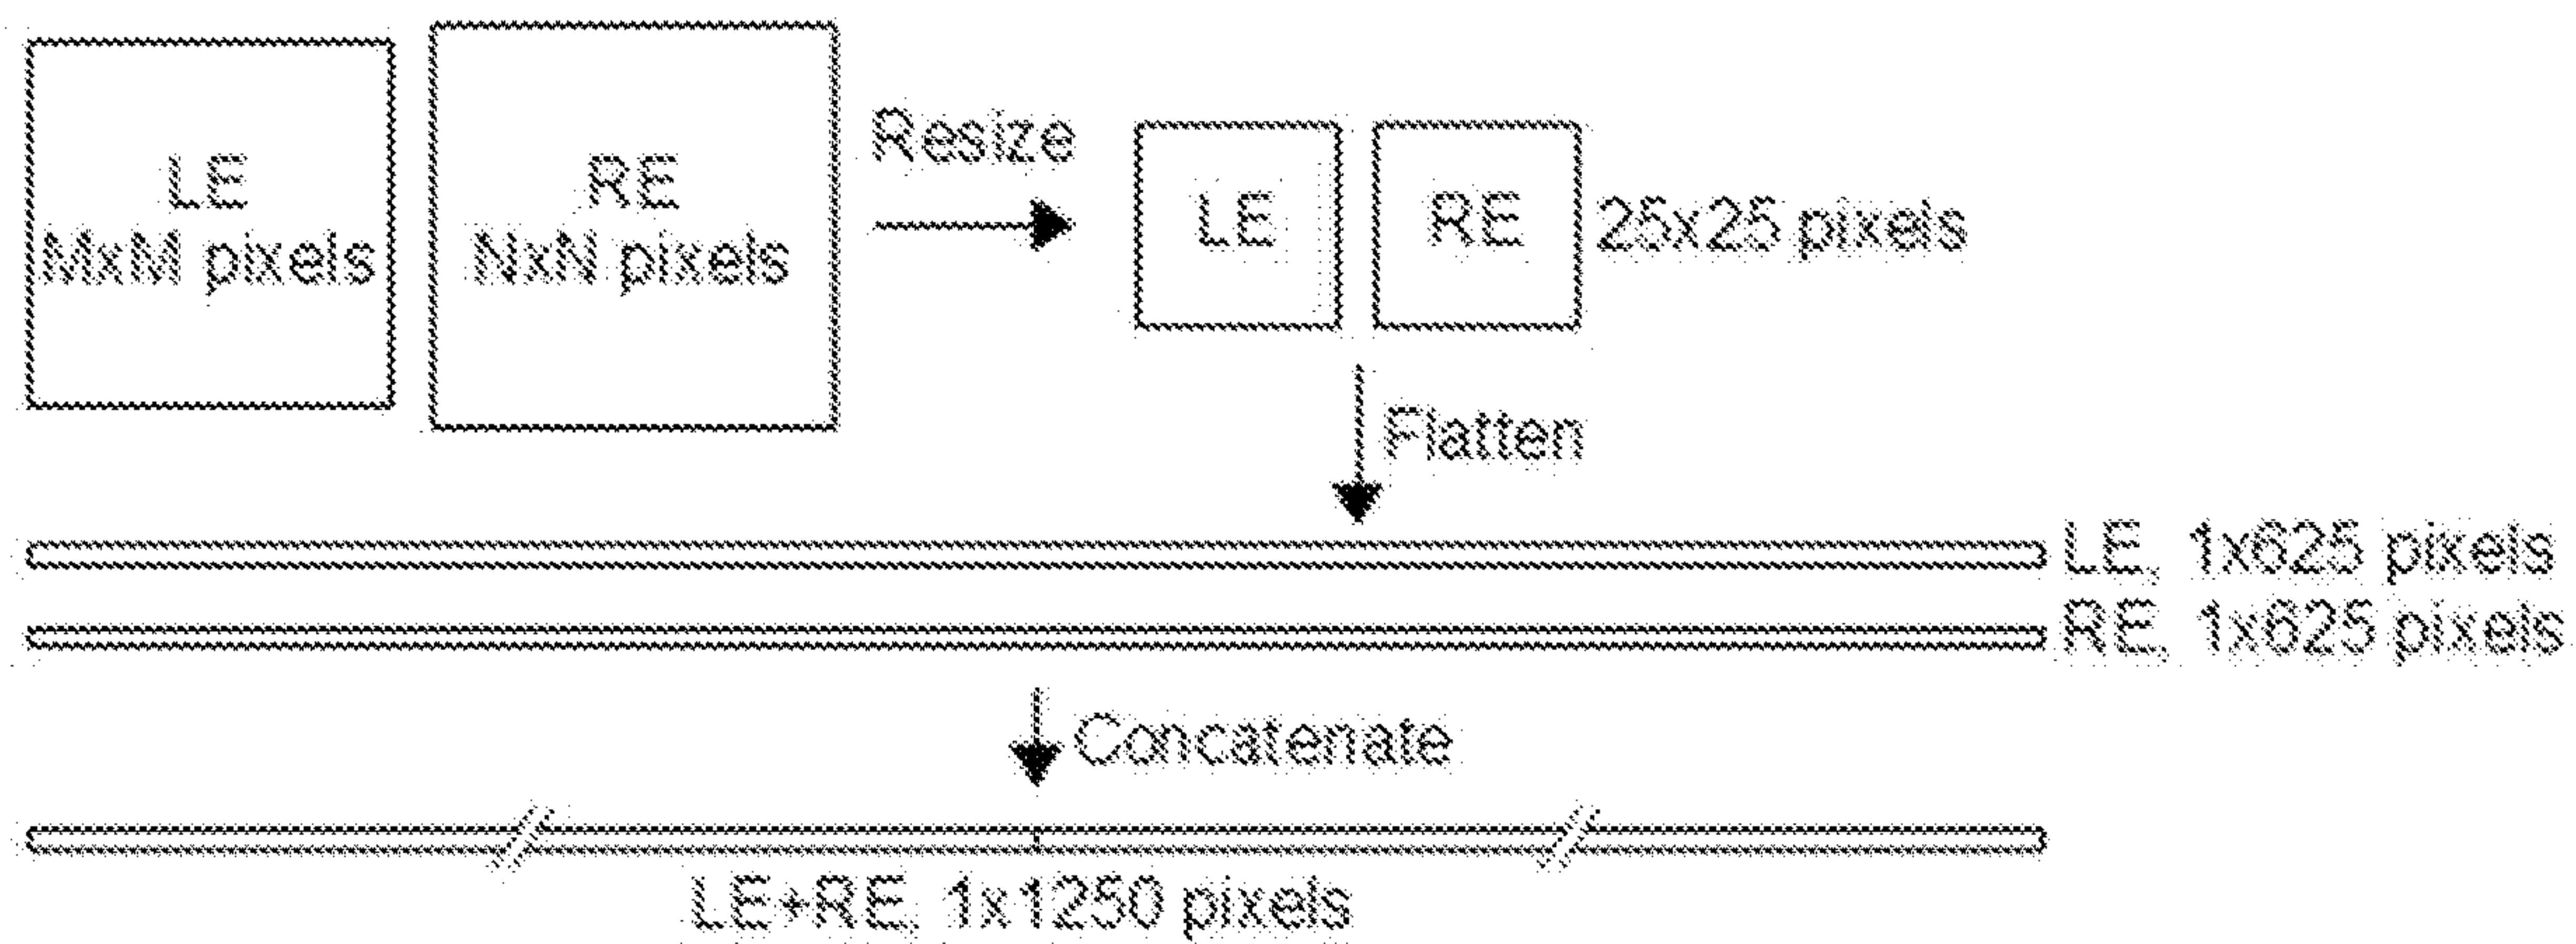 LE
MxM pixels
RE
NxN pixels
Resize
LE
RE
25x25 pixels
Flatten
LE, 1x625 pixels
RE, 1x625 pixels
Concatenate
LE+RE, 1x1250 pixels